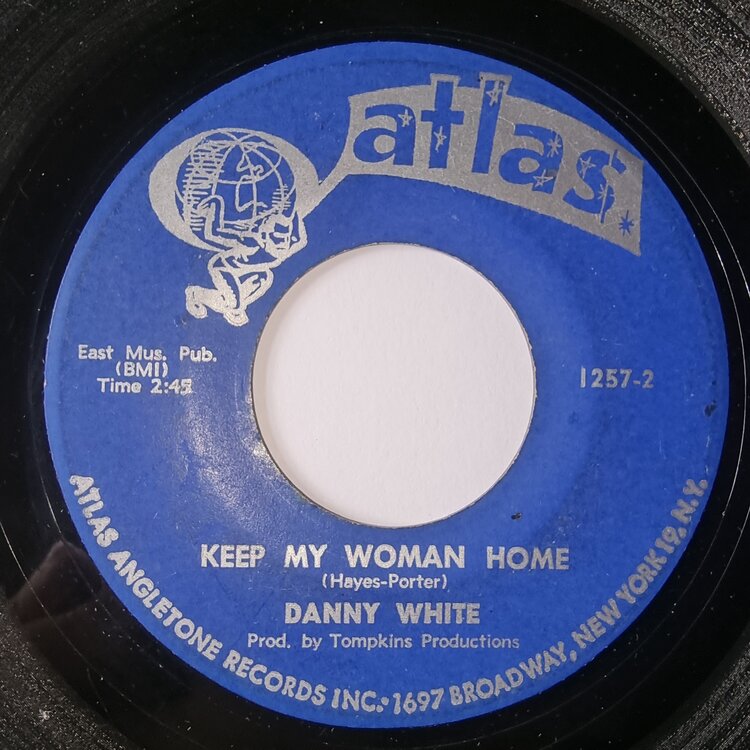 atlas
East Mus. Pub.
(BMI)
Time 2:45
1257-2
KEEP MY WOMAN HOME
(Hayes-Porter)
DANNY WHITE
Prod. by Tompkins Productions
ATLAS ANGLETONE RECORDS INC.·1697 BROADWAY, NEW YORK 19, N.Y.